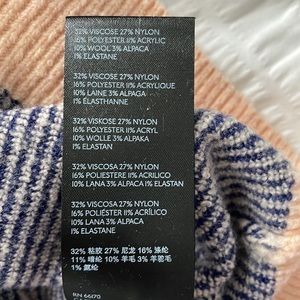 32% VISCOSE 27% NYLON
16% POLYESTER 11% ACRYLIC
10% WOOL 3% ALPACA
1% ELASTANE
32% VISCOSE 27% NYLON
16% POLYESTER 11% ACRYLIQUE
10% LAINE 3% ALPAGA
1% ÉLASTHANNE
32% VISKOSE 27% NYLON
16% POLYESTER 11% ACRYL
10% WOLLE 3% ALPAKA
1% ELASTAN
32% VISCOSA 27% NYLON
16% POLIESTERE 11% ACRILICO
10% LANA 3% ALPACA 1% ELASTAN
32% VISCOSA 27% NYLON
16% POLIÉSTER 11% ACRÍLICO
10% LANA 3% ALPACA
1% ELASTANO
32% 粘胶 27% 尼龙 16% 涤纶
11% 腈纶 10% 羊毛 3% 羊驼毛
1% 氨纶
RN 66170